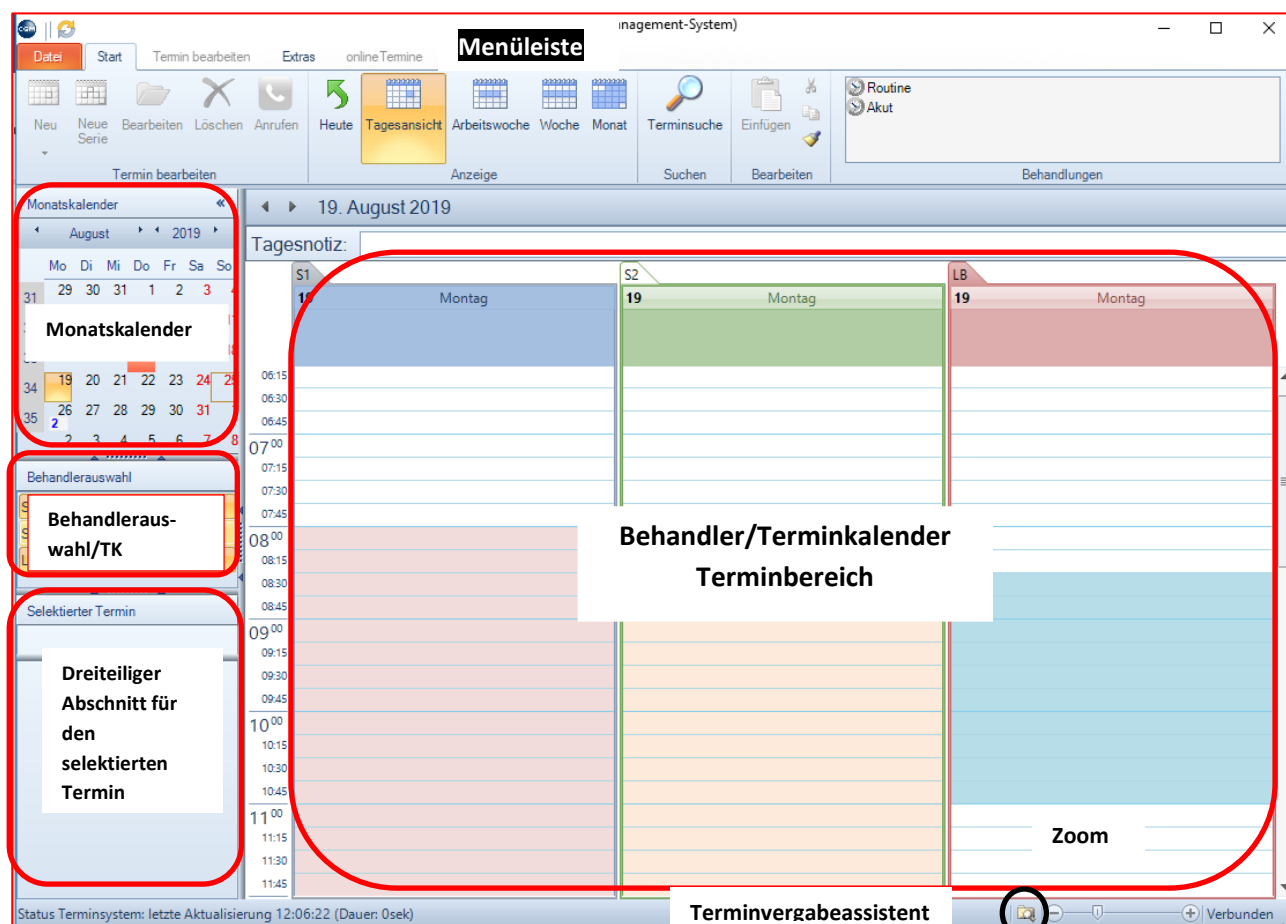 CGM
nagement-System)
Datei Start Termin bearbeiten Extras online Termine
Menüleiste
Neu Neue Serie Bearbeiten Löschen Anrufen Heute Tagesansicht Arbeitswoche Woche Monat Terminsuche Einfügen
Routine
Akut
Termin bearbeiten Anzeige Suchen Bearbeiten Behandlungen
Monatskalender «
19. August 2019
August 2019
Tagesnotiz:
Mo Di Mi Do Fr Sa So
31 29 30 31 1 2 3
Monatskalender
34 19 20 21 22 23 24 25
35 26 27 28 29 30 31
2
2 3 4 5 6 7 8
S1 S2 LB
19 Montag 19 Montag 19 Montag
06:15
06:30
06:45
07 00
07:15
07:30
07:45
08 00
08:15
08:30
08:45
09 00
09:15
09:30
09:45
10 00
10:15
10:30
10:45
11 00
11:15
11:30
11:45
Behandlerauswahl
Behandleraus-
wahl/TK
Behandler/Terminkalender
Terminbereich
Selektierter Termin
Dreiteiliger
Abschnitt für
den
selektierten
Termin
Zoom
Terminvergabeassistent
Status Terminsystem: letzte Aktualisierung 12:06:22 (Dauer: 0sek) Verbunden